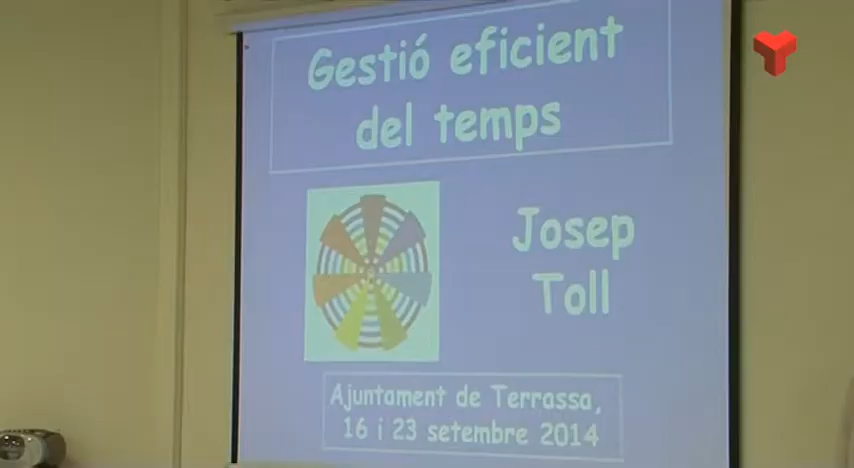 Gestió eficient
del temps
Josep
Toll
Ajuntament de Terrassa,
16 i 23 setembre 2014